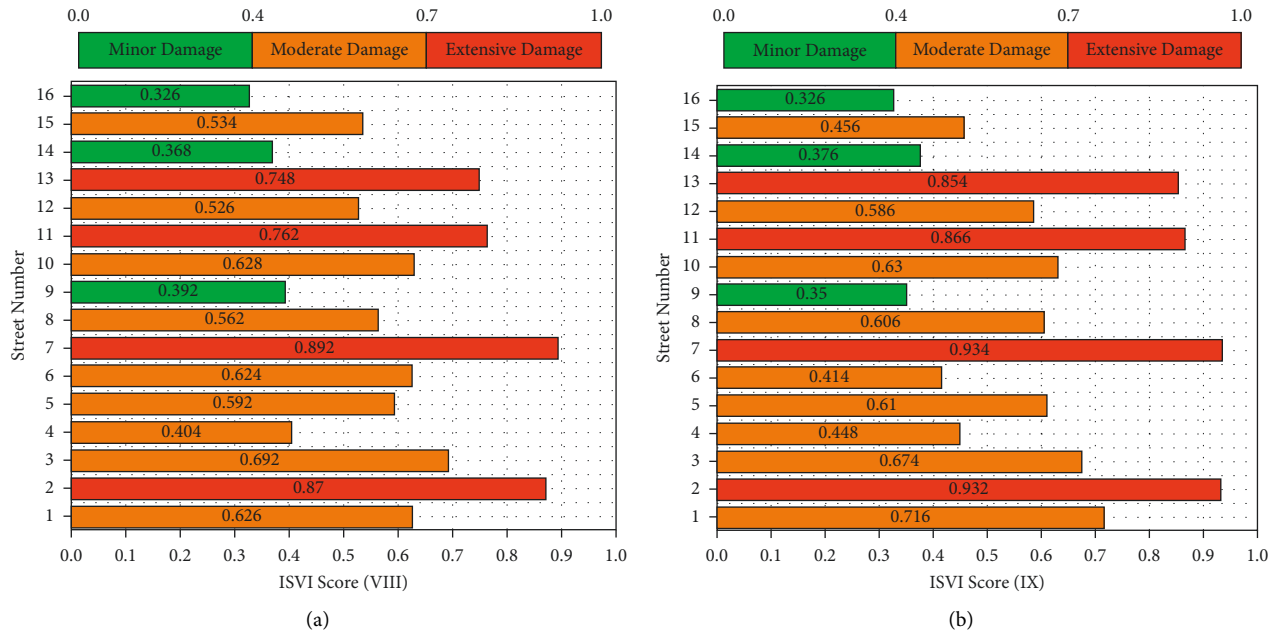 0.0 0.4 0.7 1.0
Minor Damage Moderate Damage Extensive Damage
16 0.326
15 0.534
14 0.368
13 0.748
12 0.526
11 0.762
10 0.628
9 0.392
8 0.562
7 0.892
6 0.624
5 0.592
4 0.404
3 0.692
2 0.87
1 0.626
Street Number
0.0 0.1 0.2 0.3 0.4 0.5 0.6 0.7 0.8 0.9 1.0
ISVI Score (VIII)
(a)
0.0 0.4 0.7 1.0
Minor Damage Moderate Damage Extensive Damage
16 0.326
15 0.456
14 0.376
13 0.854
12 0.586
11 0.866
10 0.63
9 0.35
8 0.606
7 0.934
6 0.414
5 0.61
4 0.448
3 0.674
2 0.932
1 0.716
Street Number
0.0 0.1 0.2 0.3 0.4 0.5 0.6 0.7 0.8 0.9 1.0
ISVI Score (IX)
(b)